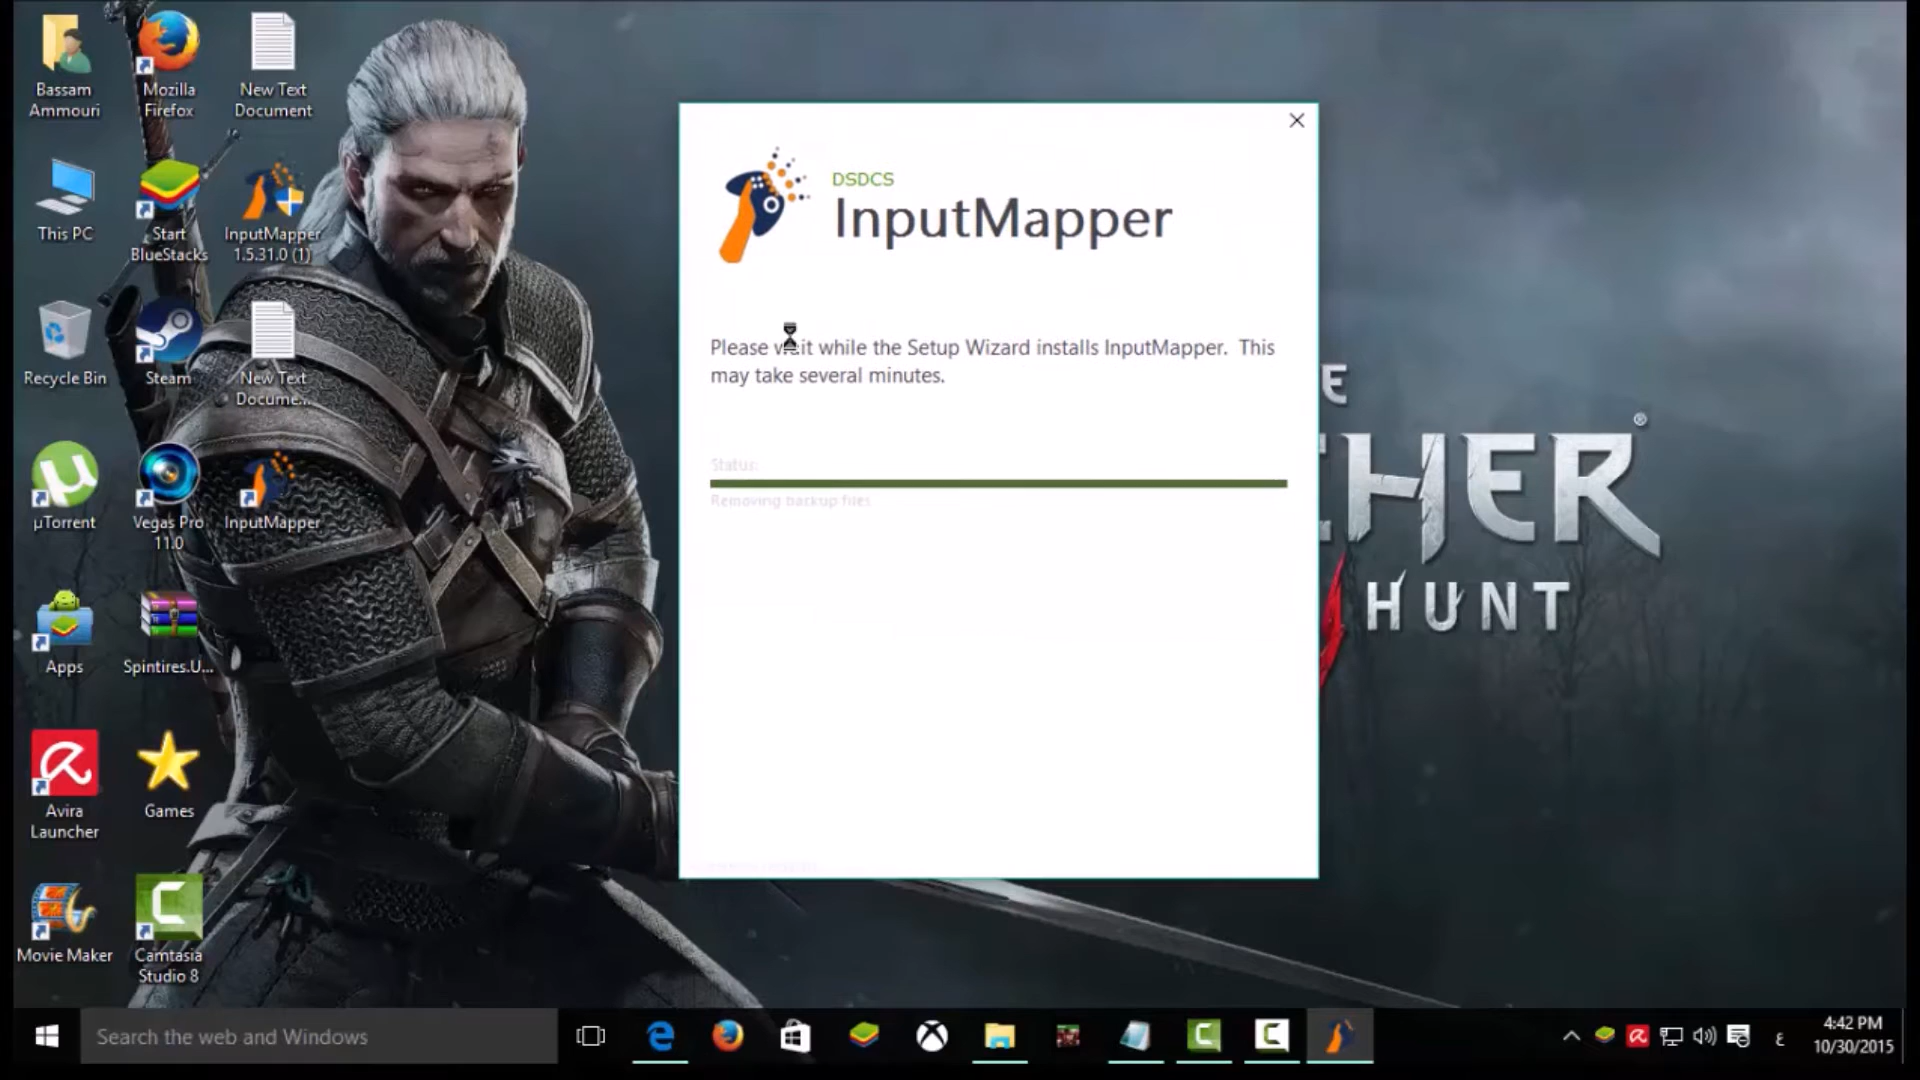 Bassam
Ammouri
Mozilla
Firefox
New Text
Document
This PC
Start
BlueStacks
InputMapper
1.5.31.0 (1)
Recycle Bin
Steam
New Text
Docume...
µTorrent
Vegas Pro
11.0
InputMapper
Apps
Spintires.U...
Avira
Launcher
Games
Movie Maker
Camtasia
Studio 8
DSDCS
InputMapper
Please wait while the Setup Wizard installs InputMapper. This
may take several minutes.
Status:
Removing backup files
E
CHER
®
HUNT
Search the web and Windows
ع
4:42 PM
10/30/2015